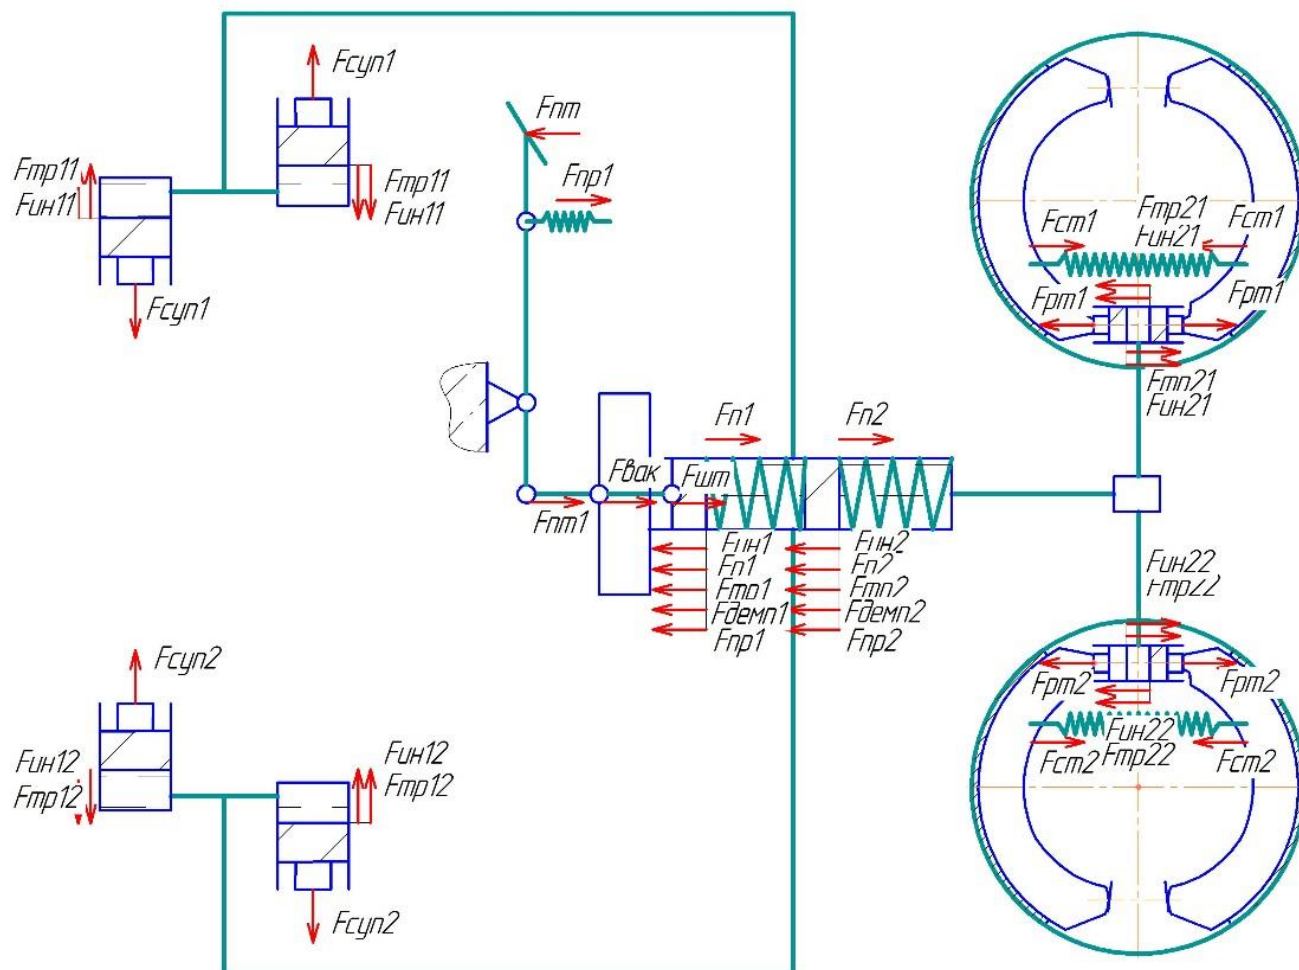 Fсуп1
Fпт
Fтр11
Fин11
Fтр11
Fин11
Fпр1
Fсуп1
Fст1
Fтр21
Fин21
Fст1
Fрт1
Fрт1
Fтп21
Fин21
Fп1
Fп2
Fвак
Fшт
Fпт1
Fин1
Fп1
Fтр1
Fдемп1
Fпр1
Fин2
Fп2
Fтп2
Fдемп2
Fпр2
Fин22
Fтр22
Fсуп2
Fин12
Fтр12
Fин12
Fтр12
Fрт2
Fрт2
Fин22
Fтр22
Fст2
Fст2
Fсуп2